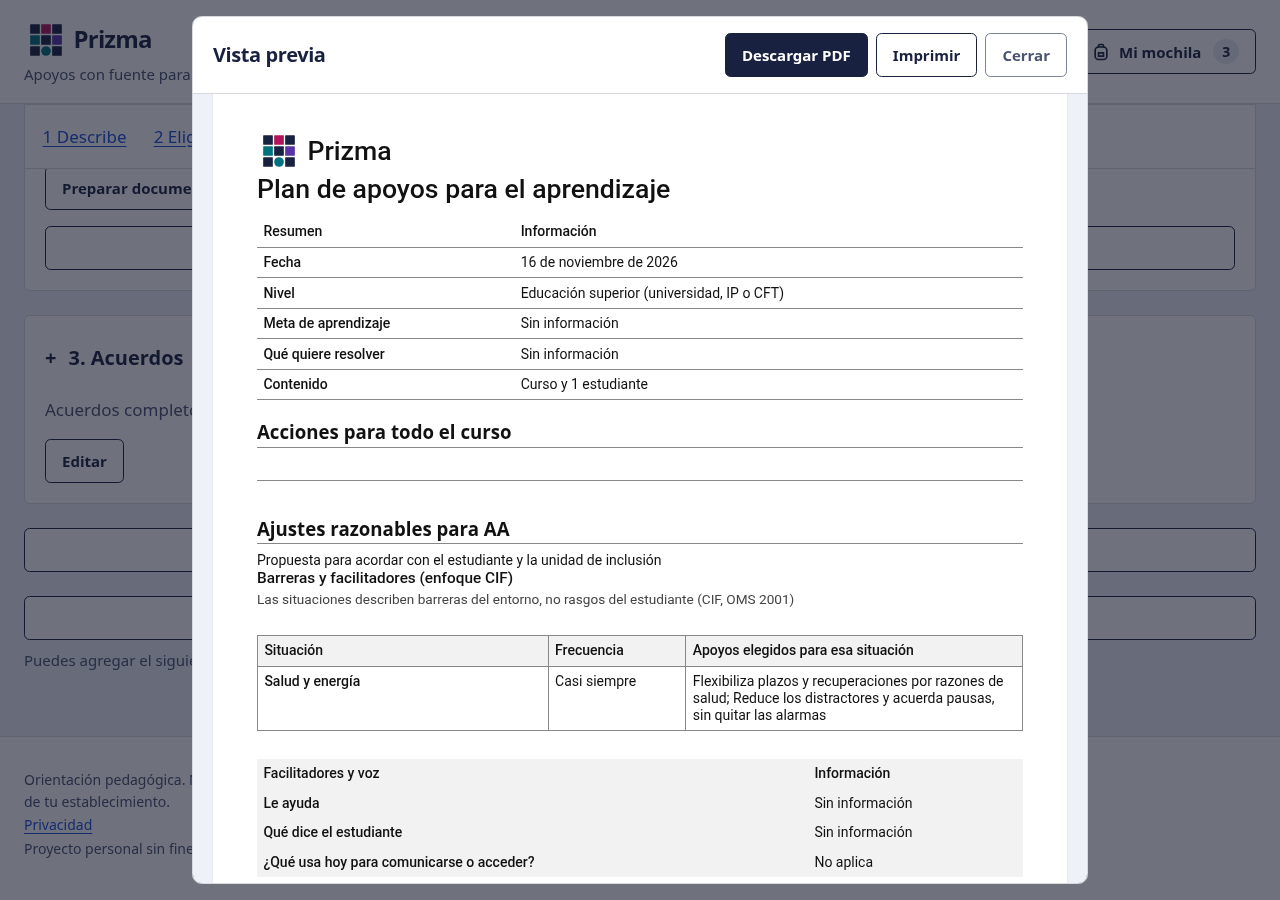 Prizma
Apoyos con fuente para
Mi mochila 3
1 Describe 2 Elig
Preparar docume
+ 3. Acuerdos
Acuerdos complet
Editar
Puedes agregar el siguie
Orientación pedagógica.
de tu establecimiento.
Privacidad
Proyecto personal sin fine
Vista previa
Descargar PDF
Imprimir
Cerrar
Prizma
Plan de apoyos para el aprendizaje
Resumen Información
Fecha 16 de noviembre de 2026
Nivel Educación superior (universidad, IP o CFT)
Meta de aprendizaje Sin información
Qué quiere resolver Sin información
Contenido Curso y 1 estudiante
Acciones para todo el curso
Ajustes razonables para AA
Propuesta para acordar con el estudiante y la unidad de inclusión
Barreras y facilitadores (enfoque CIF)
Las situaciones describen barreras del entorno, no rasgos del estudiante (CIF, OMS 2001)
Situación Frecuencia Apoyos elegidos para esa situación
Salud y energía Casi siempre Flexibiliza plazos y recuperaciones por razones de
salud; Reduce los distractores y acuerda pausas,
sin quitar las alarmas
Facilitadores y voz Información
Le ayuda Sin información
Qué dice el estudiante Sin información
¿Qué usa hoy para comunicarse o acceder? No aplica